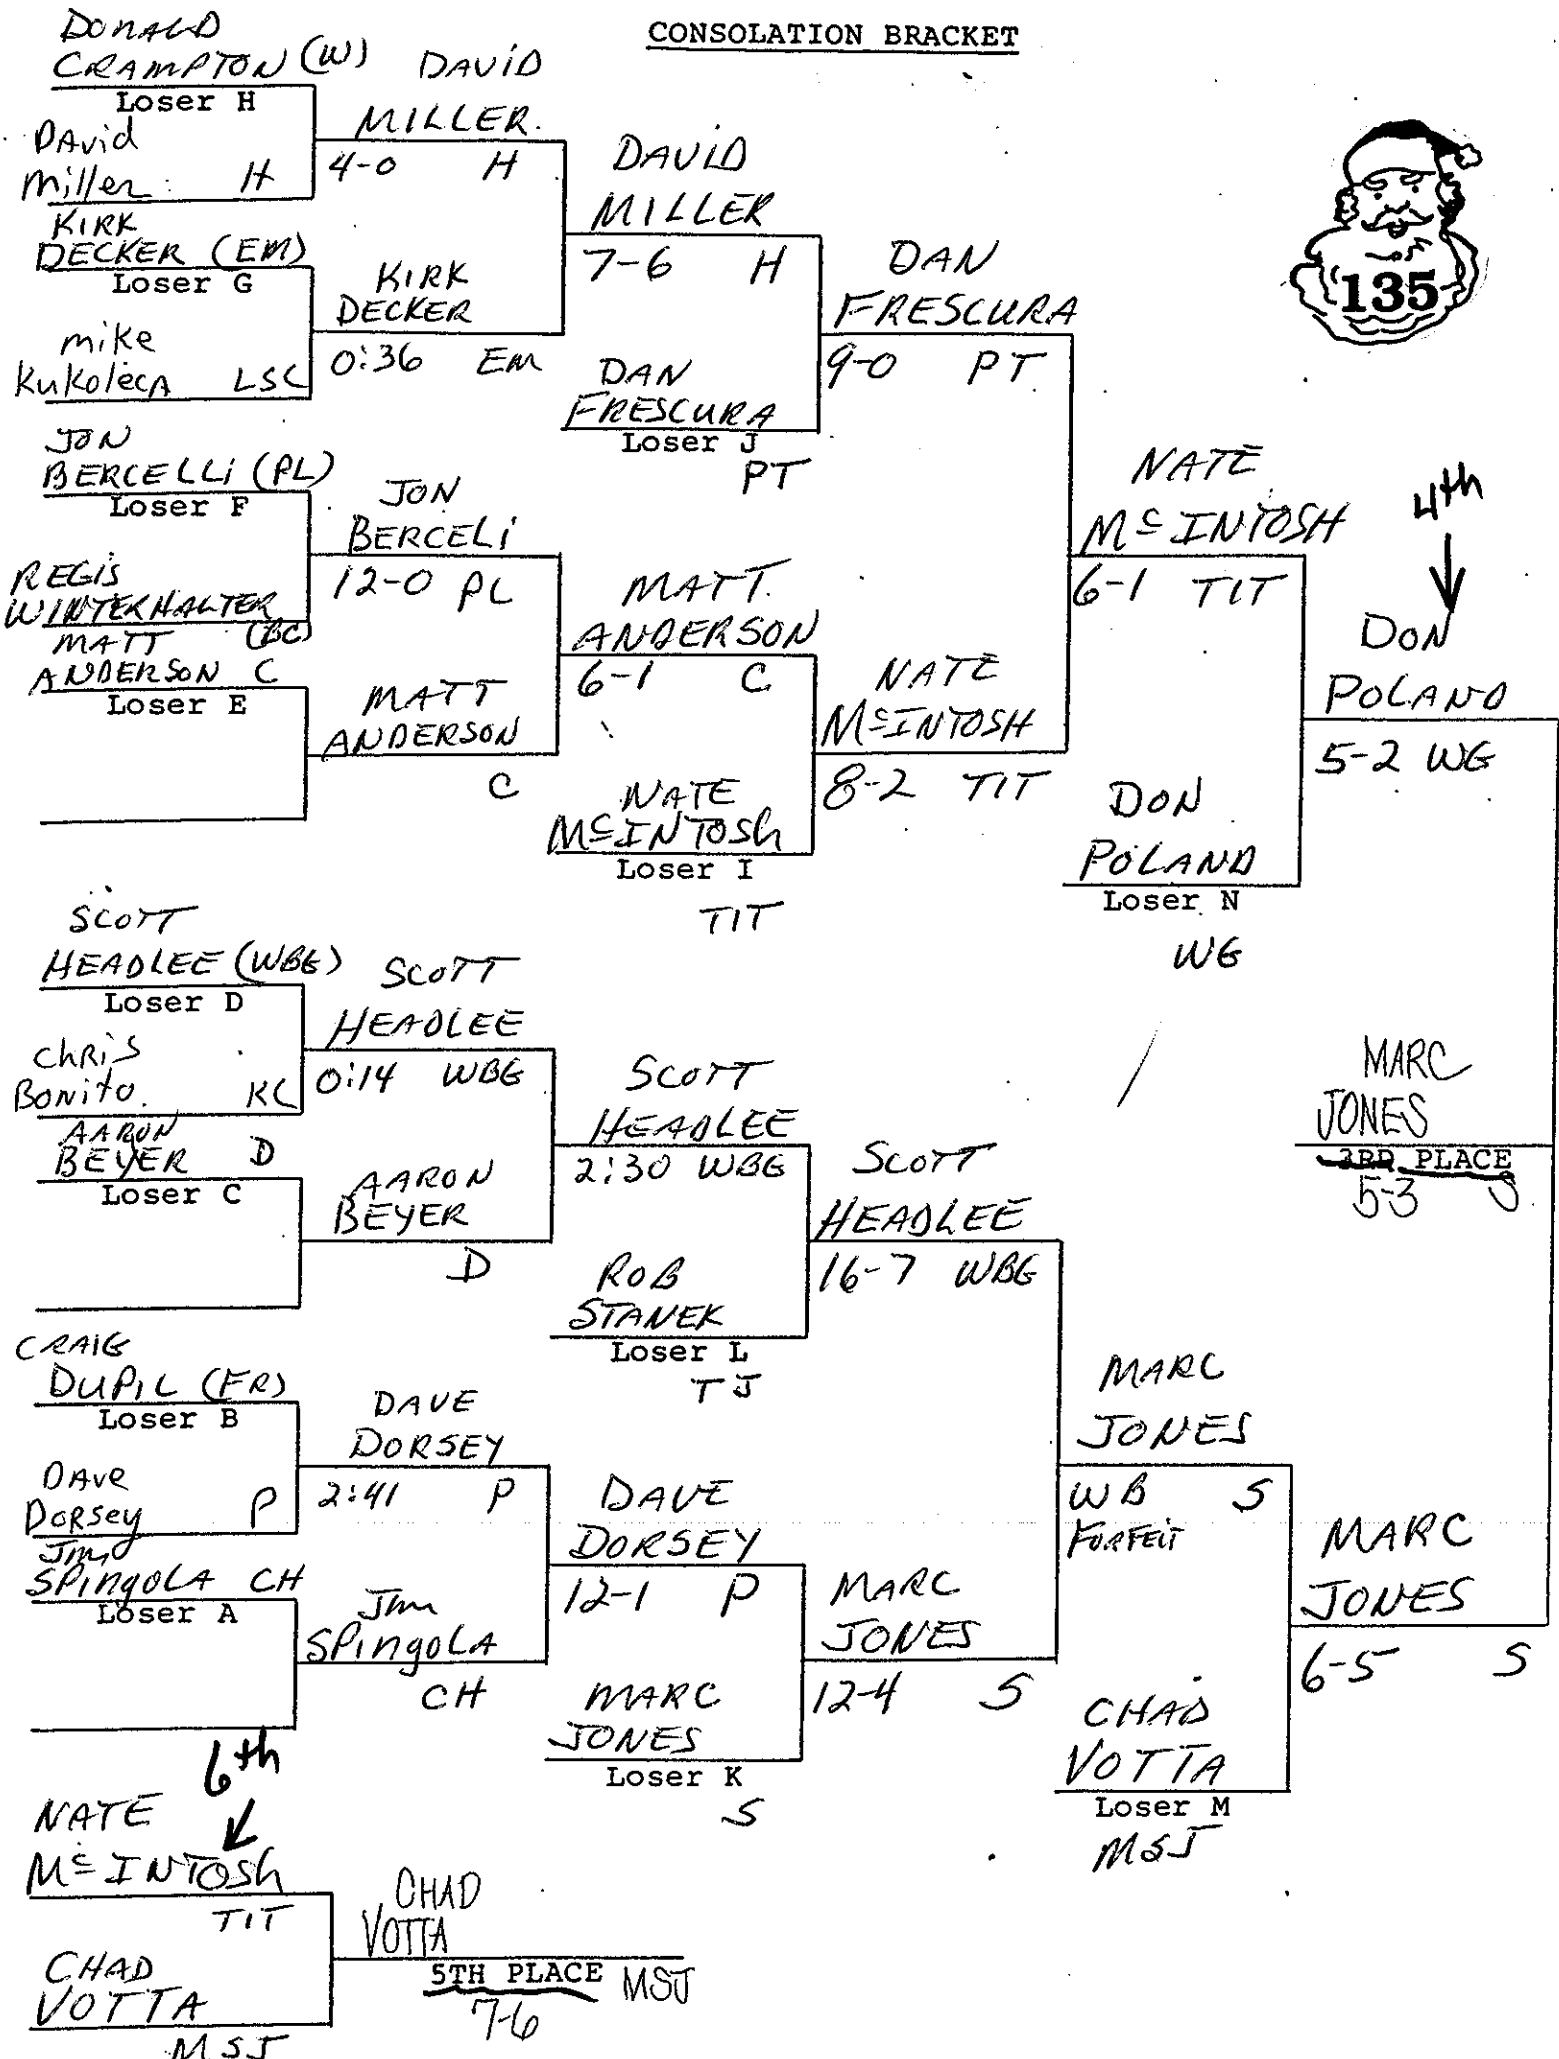 CONSOLATION BRACKET
135
DONALD
CRAMPTON (W)
Loser H
David
Miller H
KIRK
DECKER (EM)
Loser G
mike
KukolecA LSC
JON
BERCELLI (PL)
Loser F
REGIS
WINTERHALTER
(BC)
MATT
ANDERSON C
Loser E
SCOTT
HEADLEE (WBG)
Loser D
Chris
Bonito. KC
AARON
BEYER D
Loser C
CRAIG
DUPIL (FR)
Loser B
DAve
Dorsey P
Jim
SPingOLA CH
Loser A
DAVID
MILLER.
4-0 H
KIRK
DECKER
0:36 EM
JON
BERCELI
12-0 PL
MATT
ANDERSON
C
SCOTT
HEADLEE
0:14 WBG
AARON
BEYER
D
DAVE
DORSEY
2:41 P
Jim
SPingOLA
CH
DAVID
MILLER
7-6 H
DAN
FRESCURA
Loser J
PT
MATT.
ANDERSON
6-1 C
NATE
McINTOSh
Loser I
TIT
SCOTT
HEADLEE
2:30 WBG
ROB
STANEK
Loser L
TJ
DAVE
DORSEY
12-1 P
MARC
JONES
Loser K
S
DAN
FRESCURA
9-0 PT
NATE
McINTOSH
8-2 TIT
SCOTT
HEADLEE
16-7 WBG
MARC
JONES
12-4 S
NATE
McINTOSH
6-1 TIT
DON
POLAND
Loser N
WG
MARC
JONES
WB S
FORFEIT
CHAD
VOTTA
Loser M
MSJ
4th
DON
POLAND
5-2 WG
MARC
JONES
6-5 S
MARC
JONES
3RD PLACE
5-3 S
6th
NATE
McINTOSh
TIT
CHAD
VOTTA
MSJ
CHAD
VOTTA
5TH PLACE MSJ
7-6